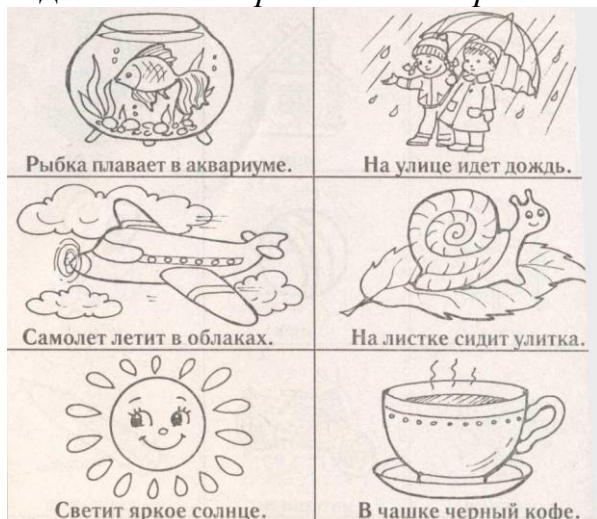 Рыбка плавает в аквариуме.
На улице идет дождь.
Самолет летит в облаках.
На листке сидит улитка.
Светит яркое солнце.
В чашке черный кофе.